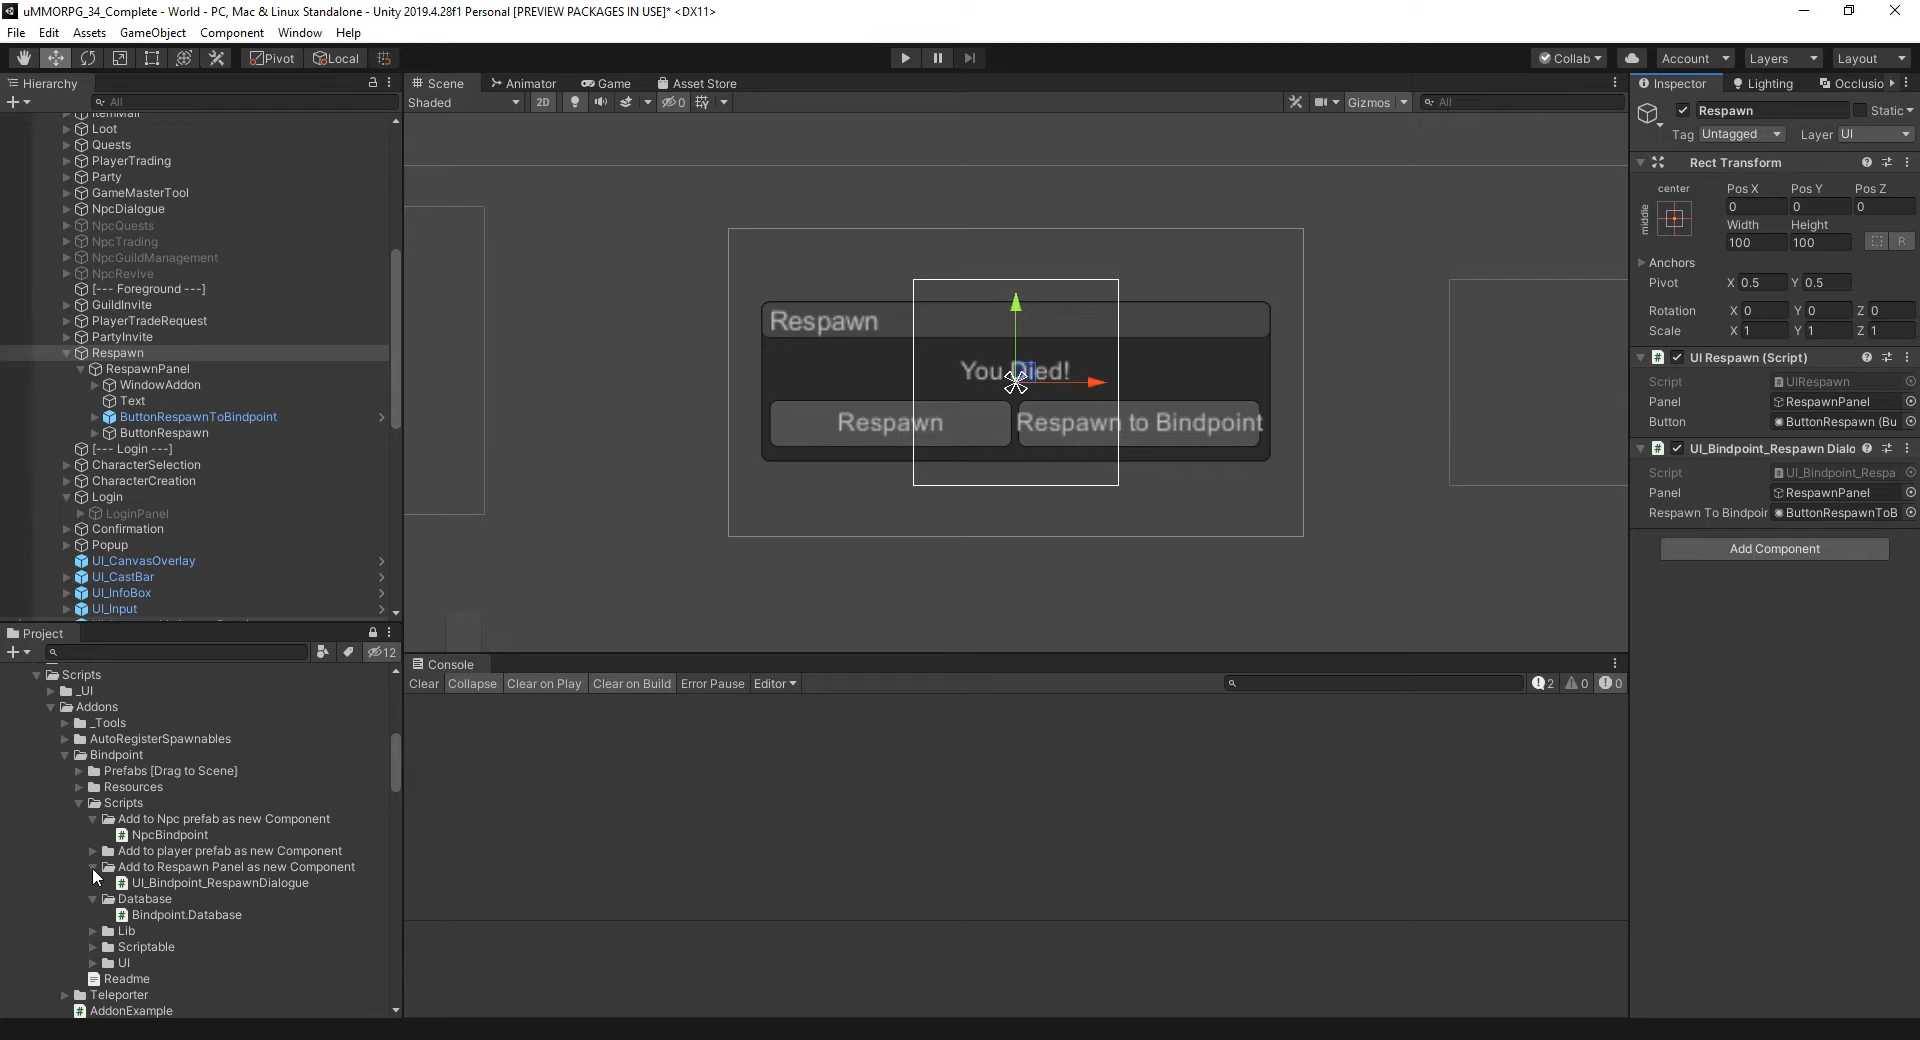 uMMORPG_34_Complete - World - PC, Mac & Linux Standalone - Unity 2019.4.28f1 Personal [PREVIEW PACKAGES IN USE]* <DX11>
File Edit Assets GameObject Component Window Help
Pivot Local Collab Account Layers Layout
Hierarchy
All
Loot
Quests
PlayerTrading
Party
GameMasterTool
NpcDialogue
NpcQuests
NpcTrading
NpcGuildManagement
NpcRevive
[--- Foreground ---]
GuildInvite
PlayerTradeRequest
PartyInvite
Respawn
RespawnPanel
WindowAddon
Text
ButtonRespawnToBindpoint
ButtonRespawn
[--- Login ---]
CharacterSelection
CharacterCreation
Login
LoginPanel
Confirmation
Popup
UI_CanvasOverlay
UI_CastBar
UI_InfoBox
UI_Input
Project
12
Scripts
_UI
Addons
_Tools
AutoRegisterSpawnables
Bindpoint
Prefabs [Drag to Scene]
Resources
Scripts
Add to Npc prefab as new Component
NpcBindpoint
Add to player prefab as new Component
Add to Respawn Panel as new Component
UI_Bindpoint_RespawnDialogue
Database
Bindpoint.Database
Lib
Scriptable
UI
Readme
Teleporter
AddonExample
Scene Animator Game Asset Store
Shaded 2D 0 Gizmos All
Respawn
You Died!
Respawn Respawn to Bindpoint
Console
Clear Collapse Clear on Play Clear on Build Error Pause Editor 2 0 0
Inspector Lighting Occlusio
Respawn Static
Tag Untagged Layer UI
Rect Transform
center Pos X Pos Y Pos Z
middle 0 0 0
Width Height
100 100 R
Anchors
Pivot X 0.5 Y 0.5
Rotation X 0 Y 0 Z 0
Scale X 1 Y 1 Z 1
UI Respawn (Script)
Script UIRespawn
Panel RespawnPanel
Button ButtonRespawn (Bu
UI_Bindpoint_Respawn Dialo
Script UI_Bindpoint_Respa
Panel RespawnPanel
Respawn To Bindpoir ButtonRespawnToB
Add Component